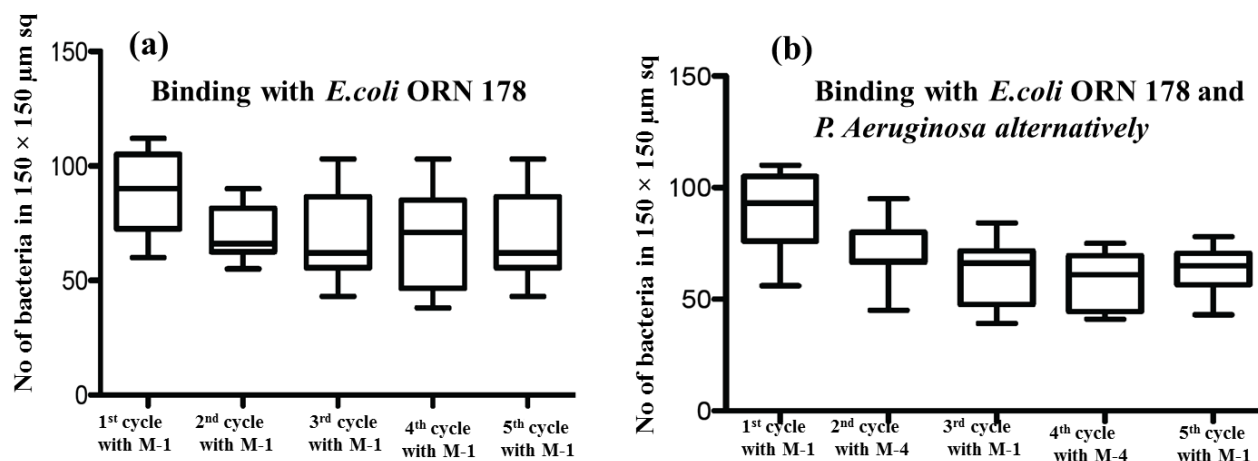 (a)
Binding with E.coli ORN 178
No of bacteria in 150 × 150 µm sq
150
100
50
0
1st cycle
with M-1
2nd cycle
with M-1
3rd cycle
with M-1
4th cycle
with M-1
5th cycle
with M-1
(b)
Binding with E.coli ORN 178 and
P. Aeruginosa alternatively
No of bacteria in 150 × 150 µm sq
150
100
50
0
1st cycle
with M-1
2nd cycle
with M-4
3rd cycle
with M-1
4th cycle
with M-4
5th cycle
with M-1